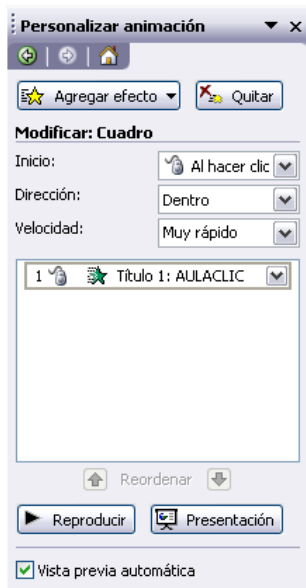 Personalizar animación
Agregar efecto Quitar
Modificar: Cuadro
Inicio: Al hacer clic
Dirección: Dentro
Velocidad: Muy rápido
1 Título 1: AULACLIC
Reordenar
Reproducir Presentación
Vista previa automática